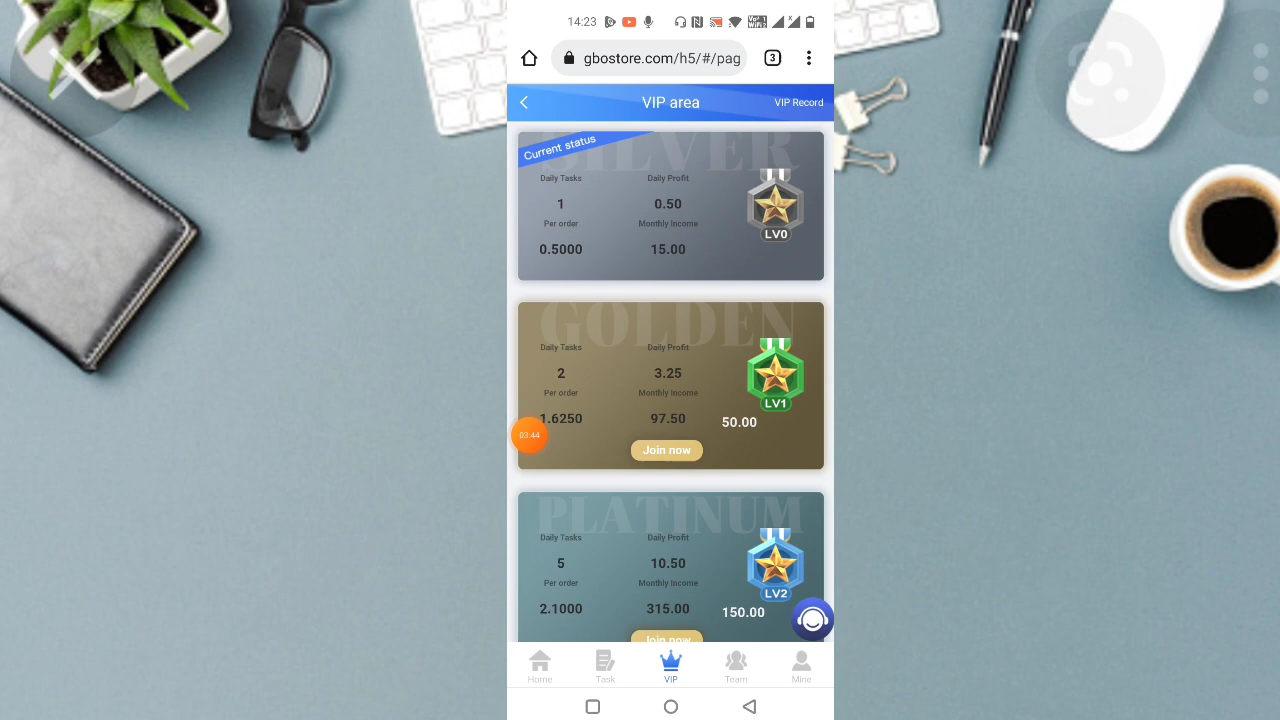 14:23
gbostore.com/h5/#/pag
3
VIP area
VIP Record
SILVER
Current status
Daily Tasks
Daily Profit
1
0.50
Per order
Monthly Income
0.5000
15.00
LV0
GOLDEN
Daily Tasks
Daily Profit
2
3.25
Per order
Monthly Income
1.6250
97.50
LV1
50.00
03:44
Join now
PLATINUM
Daily Tasks
Daily Profit
5
10.50
Per order
Monthly Income
2.1000
315.00
LV2
150.00
Join now
Home
Task
VIP
Team
Mine